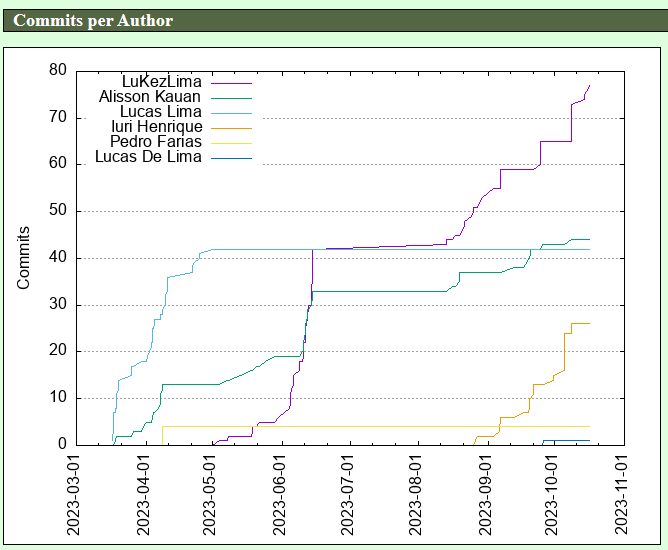 Commits per Author
80
70
60
50
40
30
20
10
0
Commits
LuKezLima
Alisson Kauan
Lucas Lima
Iuri Henrique
Pedro Farias
Lucas De Lima
2023-03-01
2023-04-01
2023-05-01
2023-06-01
2023-07-01
2023-08-01
2023-09-01
2023-10-01
2023-11-01